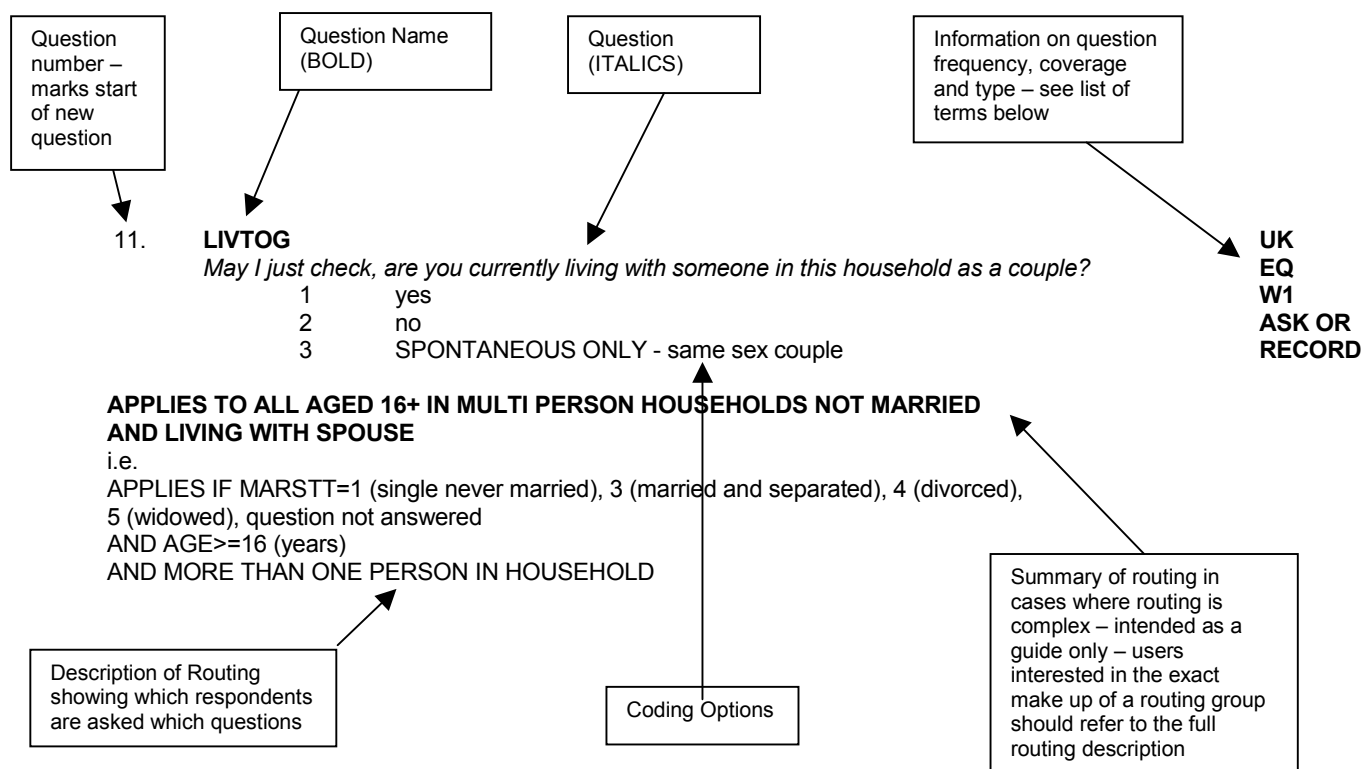 Question
number –
marks start
of new
question
Question Name
(BOLD)
Question
(ITALICS)
Information on question
frequency, coverage
and type – see list of
terms below
11. LIVTOG
May I just check, are you currently living with someone in this household as a couple?
1 yes
2 no
3 SPONTANEOUS ONLY - same sex couple
UK
EQ
W1
ASK OR
RECORD
APPLIES TO ALL AGED 16+ IN MULTI PERSON HOUSEHOLDS NOT MARRIED
AND LIVING WITH SPOUSE
i.e.
APPLIES IF MARSTT=1 (single never married), 3 (married and separated), 4 (divorced),
5 (widowed), question not answered
AND AGE>=16 (years)
AND MORE THAN ONE PERSON IN HOUSEHOLD
Description of Routing
showing which respondents
are asked which questions
Coding Options
Summary of routing in
cases where routing is
complex – intended as a
guide only – users
interested in the exact
make up of a routing group
should refer to the full
routing description